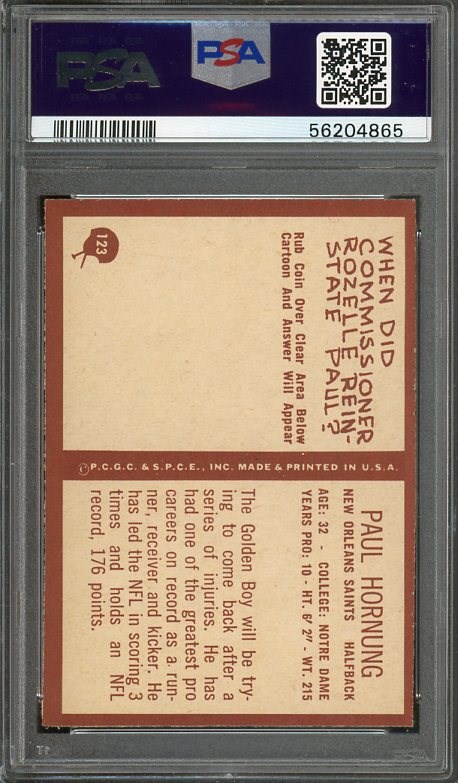 PSA
PSA
56204865
WHEN DID
COMMISSIONER
ROZELLE REIN-
STATE PAUL?
Rub Coin Over Clear Area Below
Cartoon And Answer Will Appear
123
©P.C.G.C. & S.P.C.E., INC. MADE & PRINTED IN U.S.A.
PAUL HORNUNG
NEW ORLEANS SAINTS HALFBACK
AGE: 32 - COLLEGE: NOTRE DAME
YEARS PRO: 10 - HT. 6' 2" - WT. 215
The Golden Boy will be try-
ing to come back after a
series of injuries. He has
had one of the greatest pro
careers on record as a run-
ner, receiver and kicker. He
has led the NFL in scoring 3
times and holds an NFL
record, 176 points.